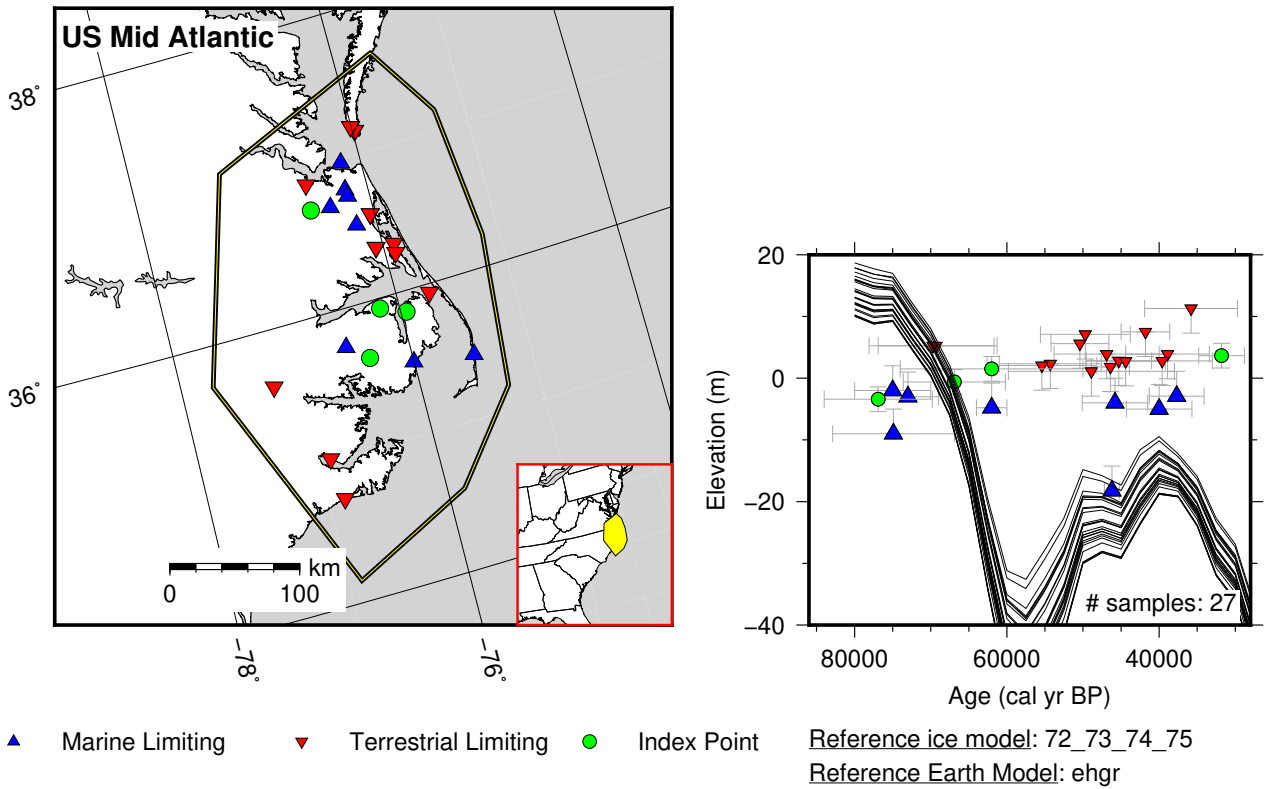 US Mid Atlantic
38°
36°
-78°
-76°
km
0 100
20
0
−20
−40
Elevation (m)
# samples: 27
80000 60000 40000
Age (cal yr BP)
Marine Limiting Terrestrial Limiting Index Point
Reference ice model: 72_73_74_75
Reference Earth Model: ehgr